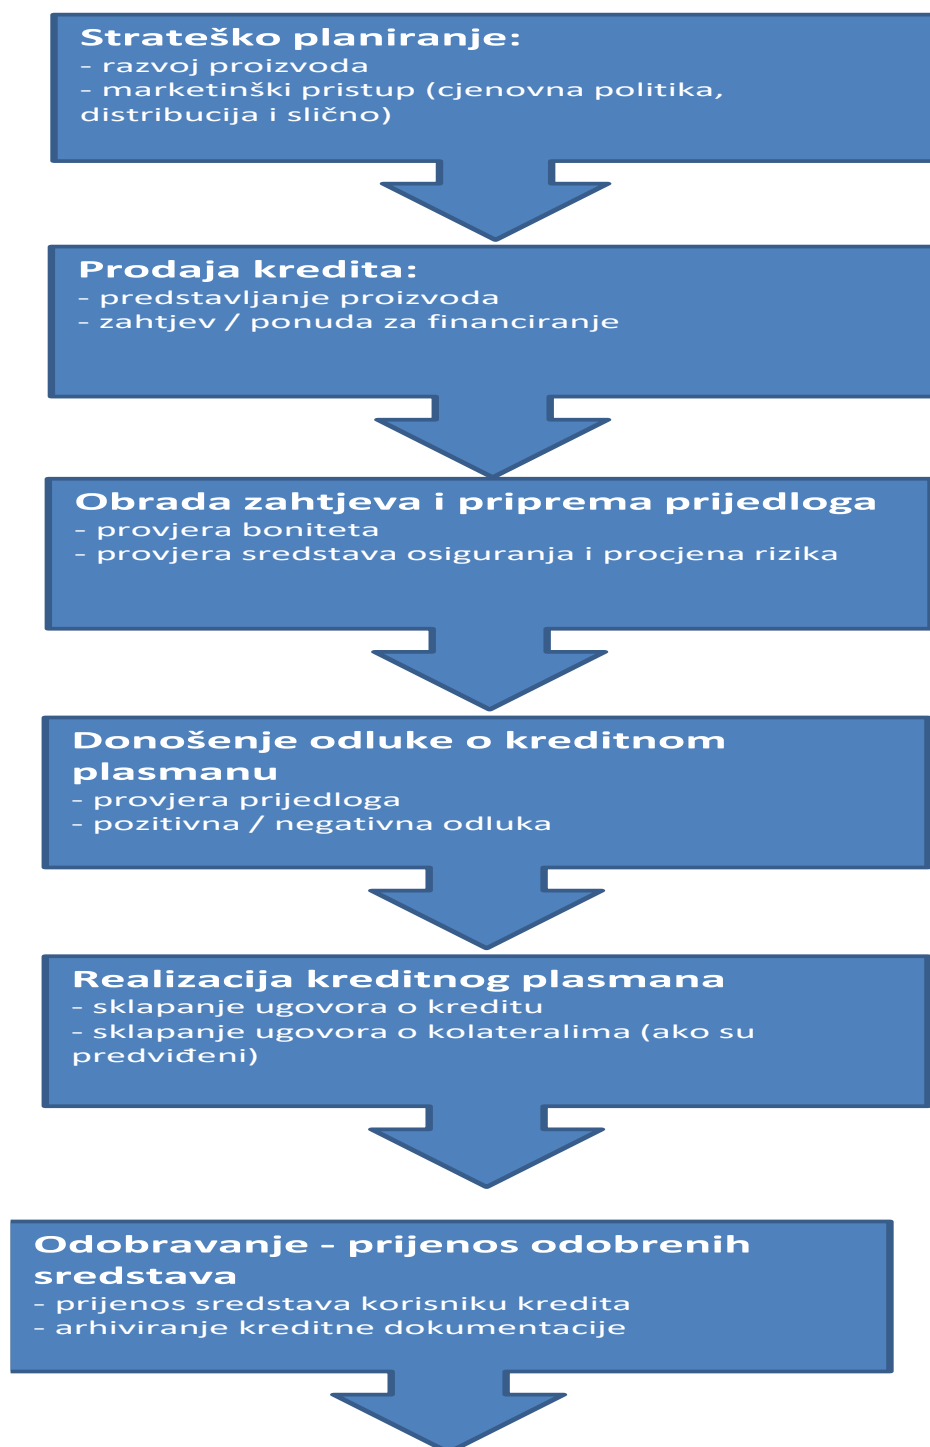 Strateško planiranje:
- razvoj proizvoda
- marketinški pristup (cjenovna politika,
distribucija i slično)
Prodaja kredita:
- predstavljanje proizvoda
- zahtjev / ponuda za financiranje
Obrada zahtjeva i priprema prijedloga
- provjera boniteta
- provjera sredstava osiguranja i procjena rizika
Donošenje odluke o kreditnom
plasmanu
- provjera prijedloga
- pozitivna / negativna odluka
Realizacija kreditnog plasmana
- sklapanje ugovora o kreditu
- sklapanje ugovora o kolateralima (ako su
predviđeni)
Odobravanje - prijenos odobrenih
sredstava
- prijenos sredstava korisniku kredita
- arhiviranje kreditne dokumentacije